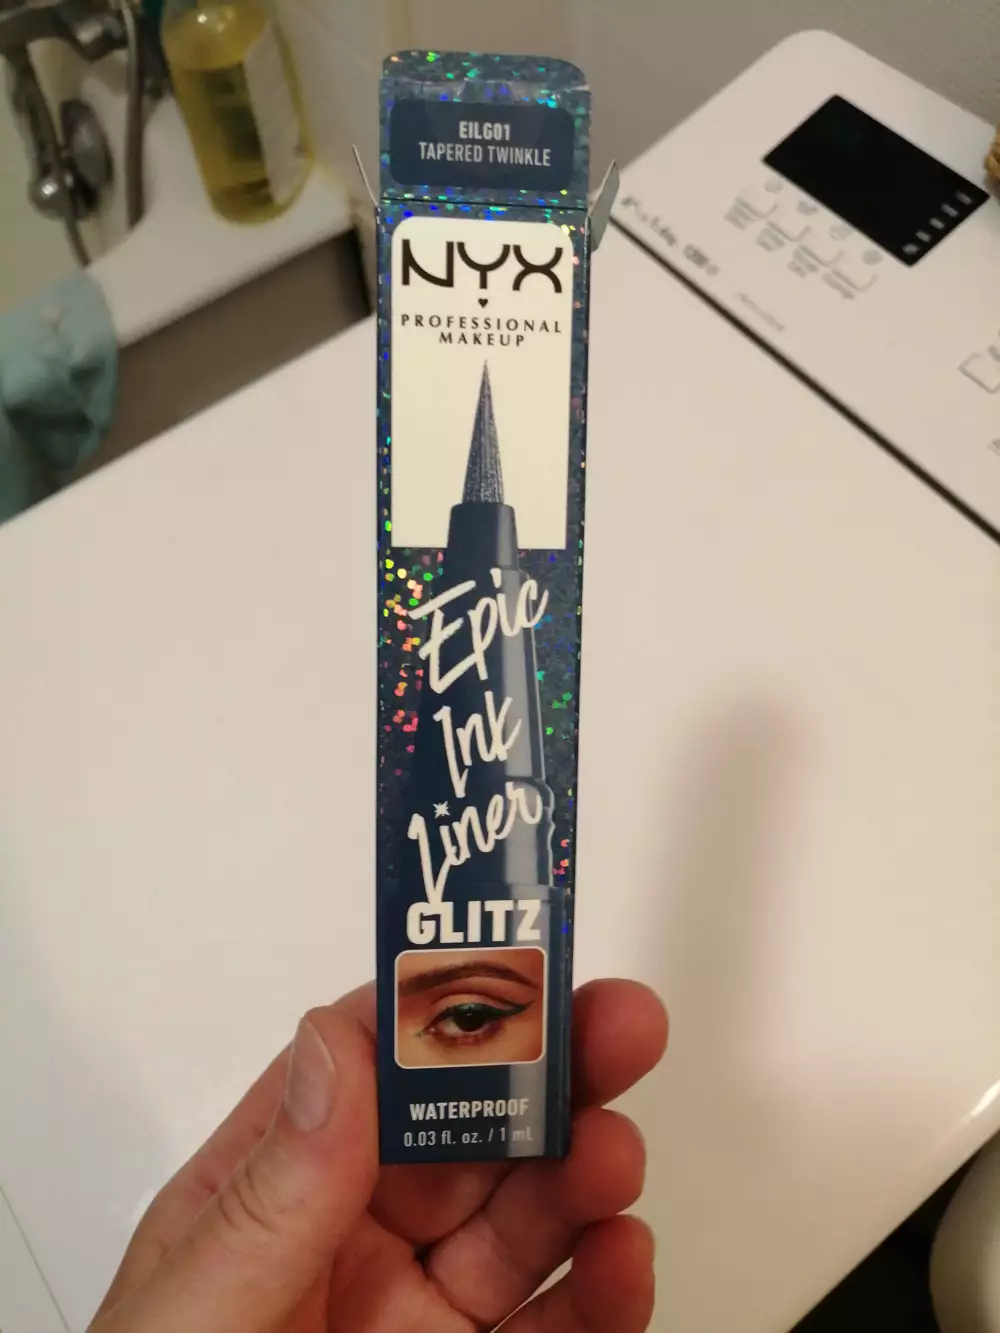 EILG01
TAPERED TWINKLE
NYX
PROFESSIONAL
MAKEUP
Epic
Ink
Liner
GLITZ
WATERPROOF
0.03 fl. oz. / 1 mL